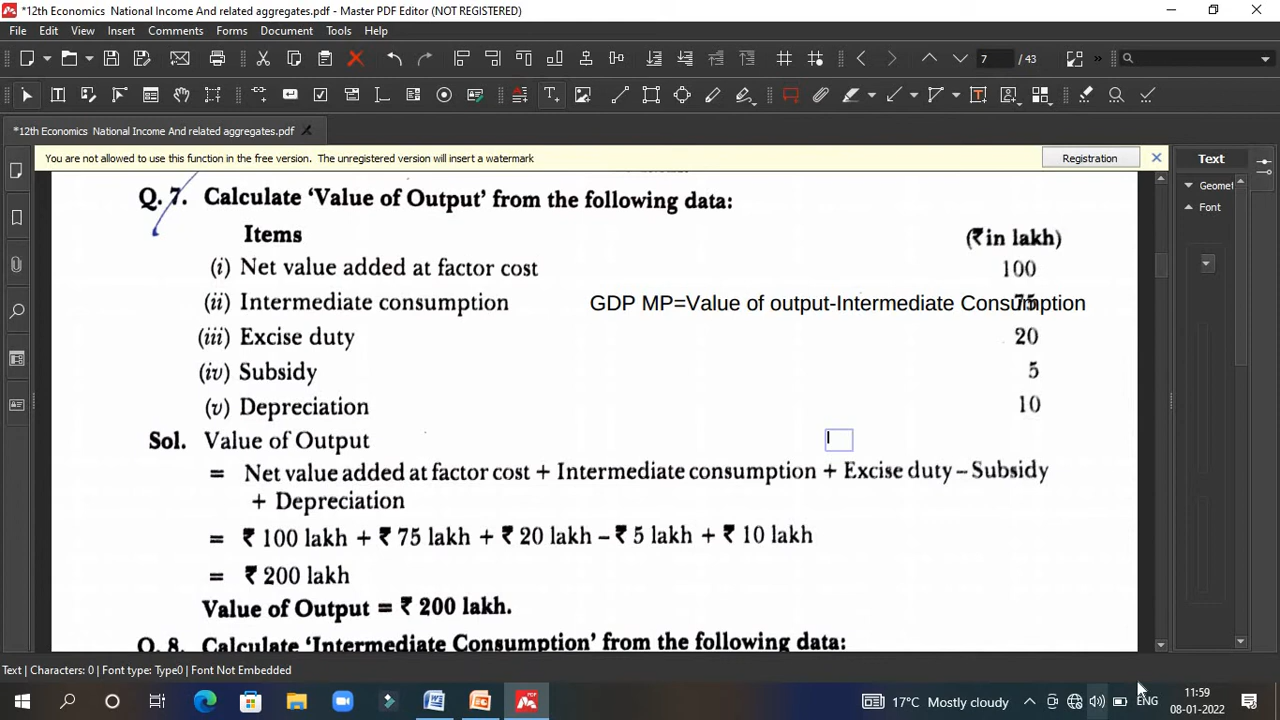 *12th Economics National Income And related aggregates.pdf - Master PDF Editor (NOT REGISTERED)
File Edit View Insert Comments Forms Document Tools Help
7 / 43
*12th Economics National Income And related aggregates.pdf
You are not allowed to use this function in the free version. The unregistered version will insert a watermark
Registration
Text
Geomet
Font
Q. 7. Calculate ‘Value of Output’ from the following data:
Items (₹ in lakh)
(i) Net value added at factor cost 100
(ii) Intermediate consumption 75
GDP MP=Value of output-Intermediate Consumption
(iii) Excise duty 20
(iv) Subsidy 5
(v) Depreciation 10
Sol. Value of Output
= Net value added at factor cost + Intermediate consumption + Excise duty – Subsidy
+ Depreciation
= ₹ 100 lakh + ₹ 75 lakh + ₹ 20 lakh – ₹ 5 lakh + ₹ 10 lakh
= ₹ 200 lakh
Value of Output = ₹ 200 lakh.
Q. 8. Calculate ‘Intermediate Consumption’ from the following data:
Text | Characters: 0 | Font type: Type0 | Font Not Embedded
17°C Mostly cloudy
ENG
11:59
08-01-2022